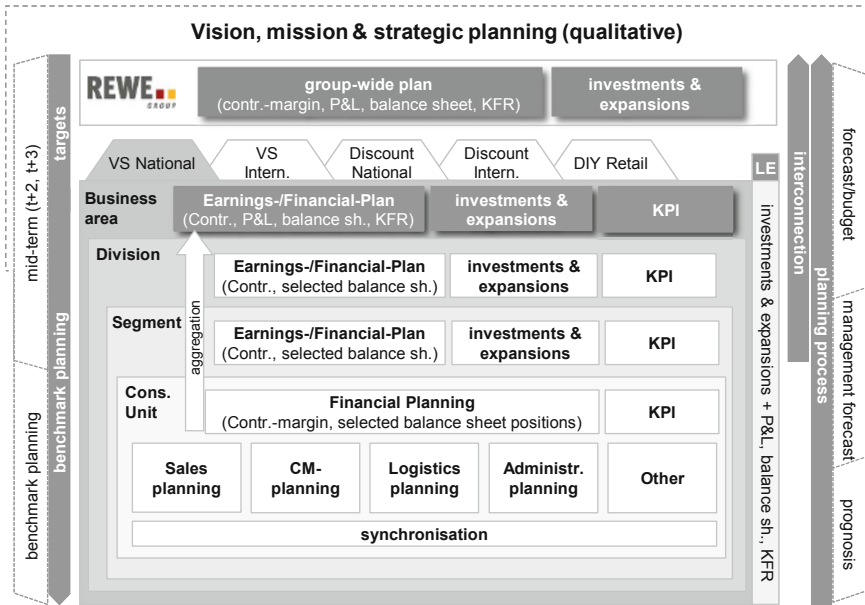 Vision, mission & strategic planning (qualitative)
REWE
GROUP
group-wide plan
(contr.-margin, P&L, balance sheet, KFR)
investments &
expansions
VS National
VS
Intern.
Discount
National
Discount
Intern.
DIY Retail
LE
Business
area
Earnings-/Financial-Plan
(Contr., P&L, balance sh., KFR)
investments &
expansions
KPI
Division
Earnings-/Financial-Plan
(Contr., selected balance sh.)
investments &
expansions
KPI
Segment
Earnings-/Financial-Plan
(Contr., selected balance sh.)
investments &
expansions
KPI
aggregation
Cons.
Unit
Financial Planning
(Contr.-margin, selected balance sheet positions)
KPI
Sales
planning
CM-
planning
Logistics
planning
Administr.
planning
Other
synchronisation
mid-term (t+2, t+3)
benchmark planning
targets
benchmark planning
investments & expansions + P&L, balance sh., KFR
interconnection
planning process
forecast/budget
management forecast
prognosis